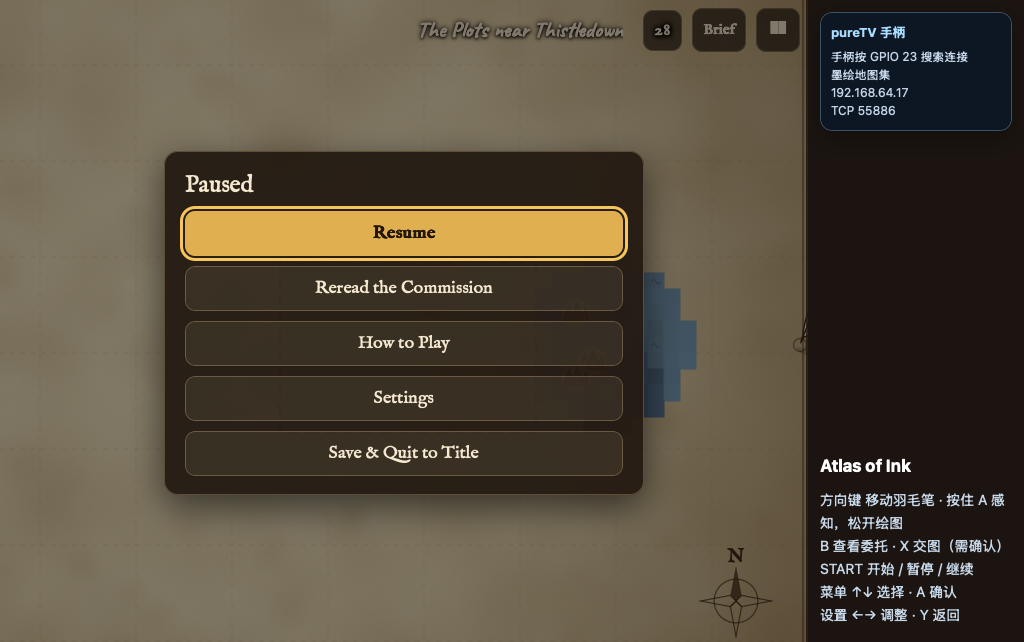 The Plots near Thistledown
28
Brief
Paused
Resume
Reread the Commission
How to Play
Settings
Save & Quit to Title
N
pureTV 手柄
手柄按 GPIO 23 搜索连接
墨绘地图集
192.168.64.17
TCP 55886
Atlas of Ink
方向键 移动羽毛笔 · 按住 A 感
知，松开绘图
B 查看委托 · X 交图（需确认）
START 开始 / 暂停 / 继续
菜单 ↑↓ 选择 · A 确认
设置 ←→ 调整 · Y 返回